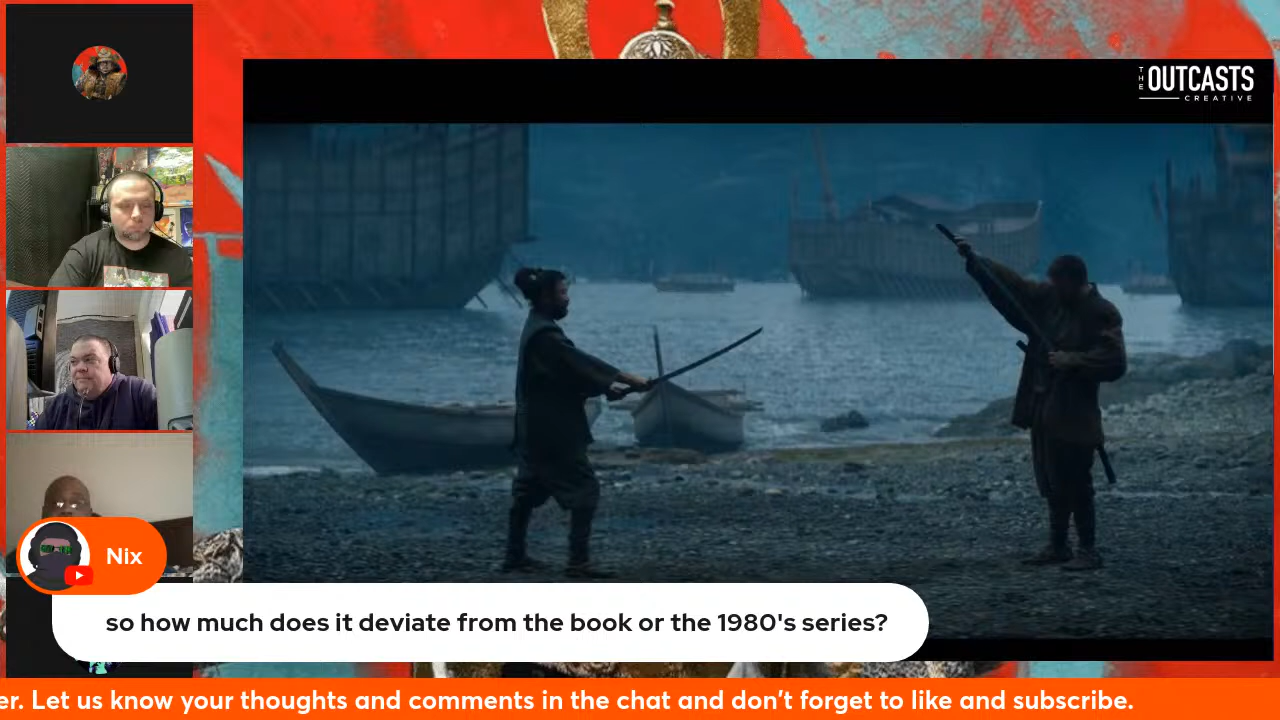 THE OUTCASTS
CREATIVE
Nix
so how much does it deviate from the book or the 1980's series?
er. Let us know your thoughts and comments in the chat and don't forget to like and subscribe.